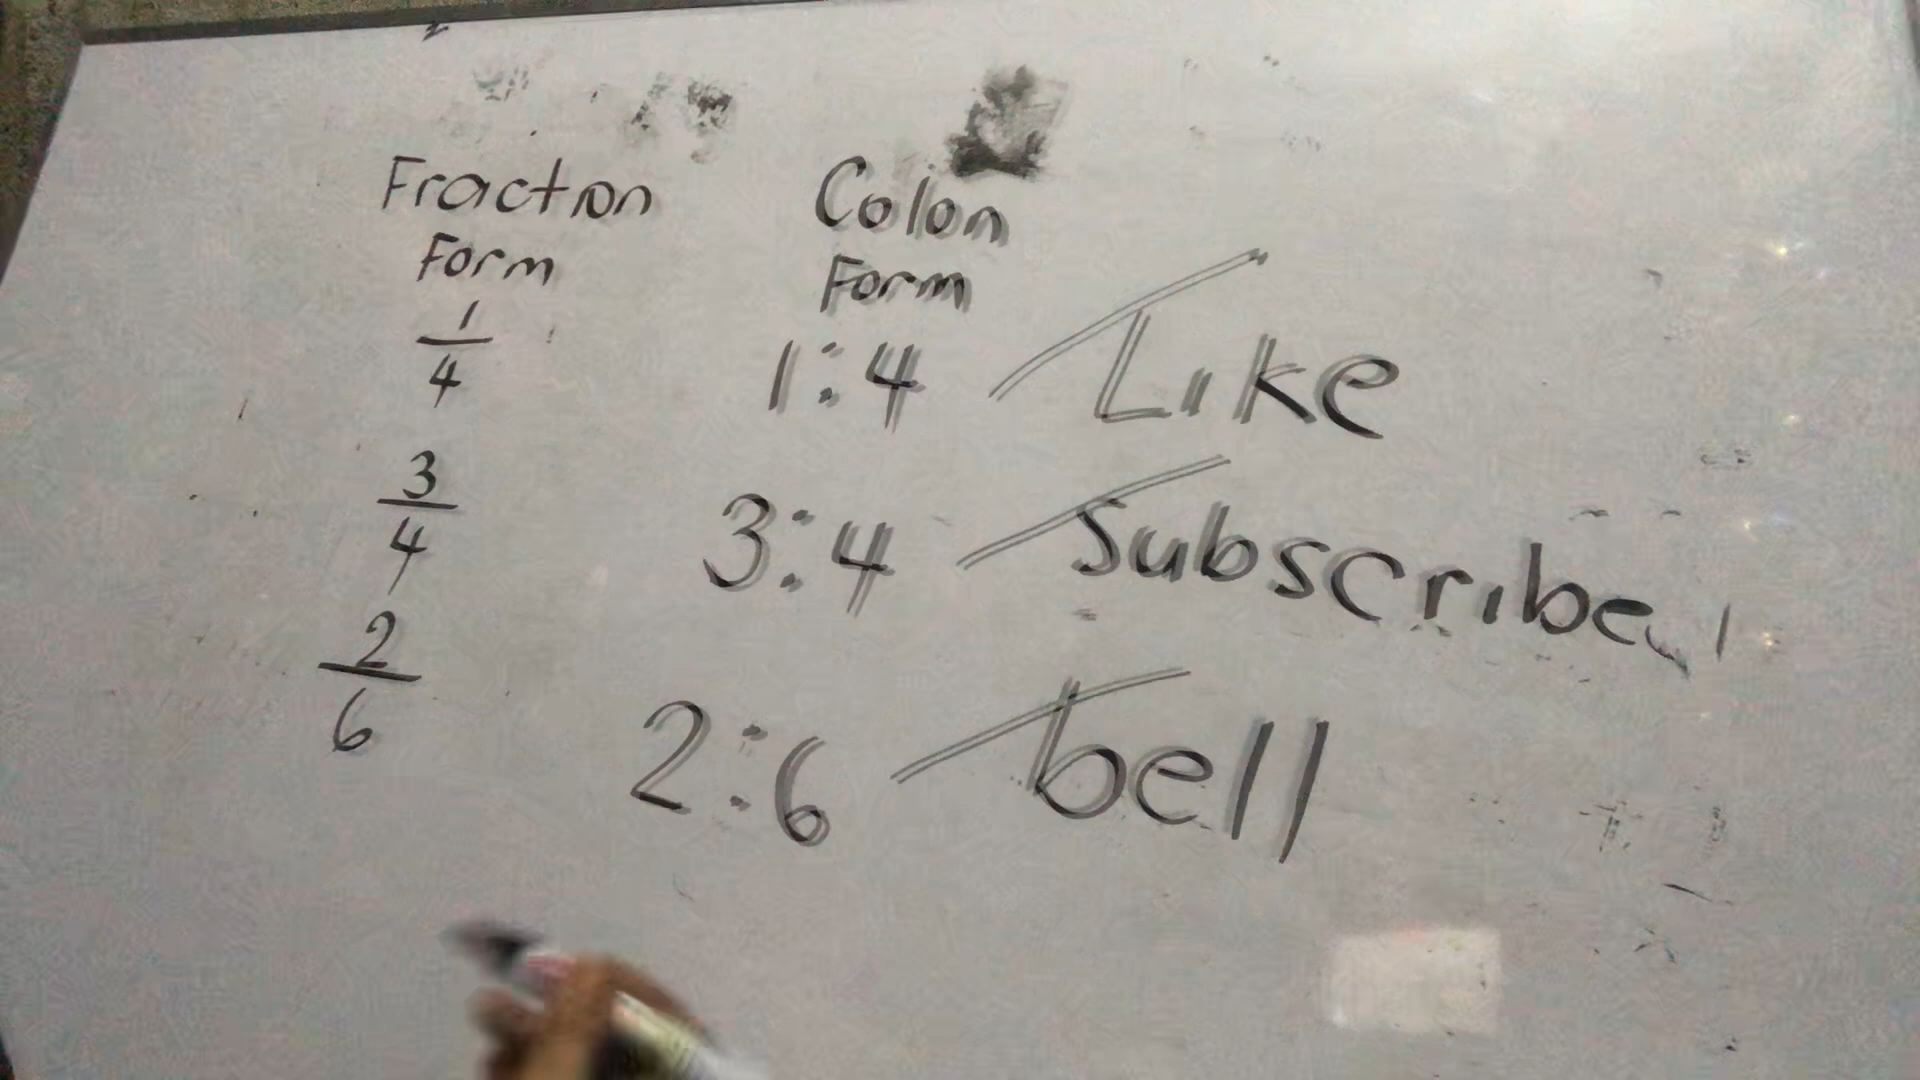 Fraction Colon
Form Form
1/4 1:4 Like
3/4 3:4 Subscribe
2/6 2:6 bell